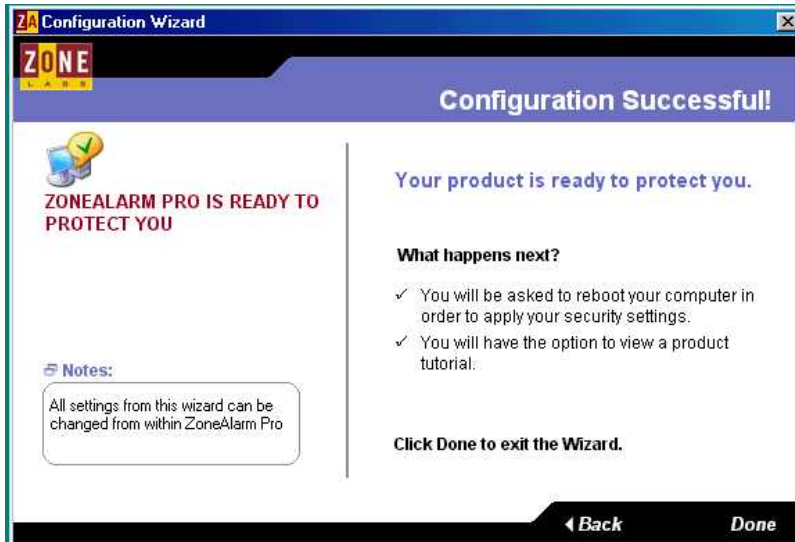 ZA Configuration Wizard
ZONE
LABS
Configuration Successful!
ZONEALARM PRO IS READY TO
PROTECT YOU
Notes:
All settings from this wizard can be
changed from within ZoneAlarm Pro
Your product is ready to protect you.
What happens next?
You will be asked to reboot your computer in
order to apply your security settings.
You will have the option to view a product
tutorial.
Click Done to exit the Wizard.
Back
Done